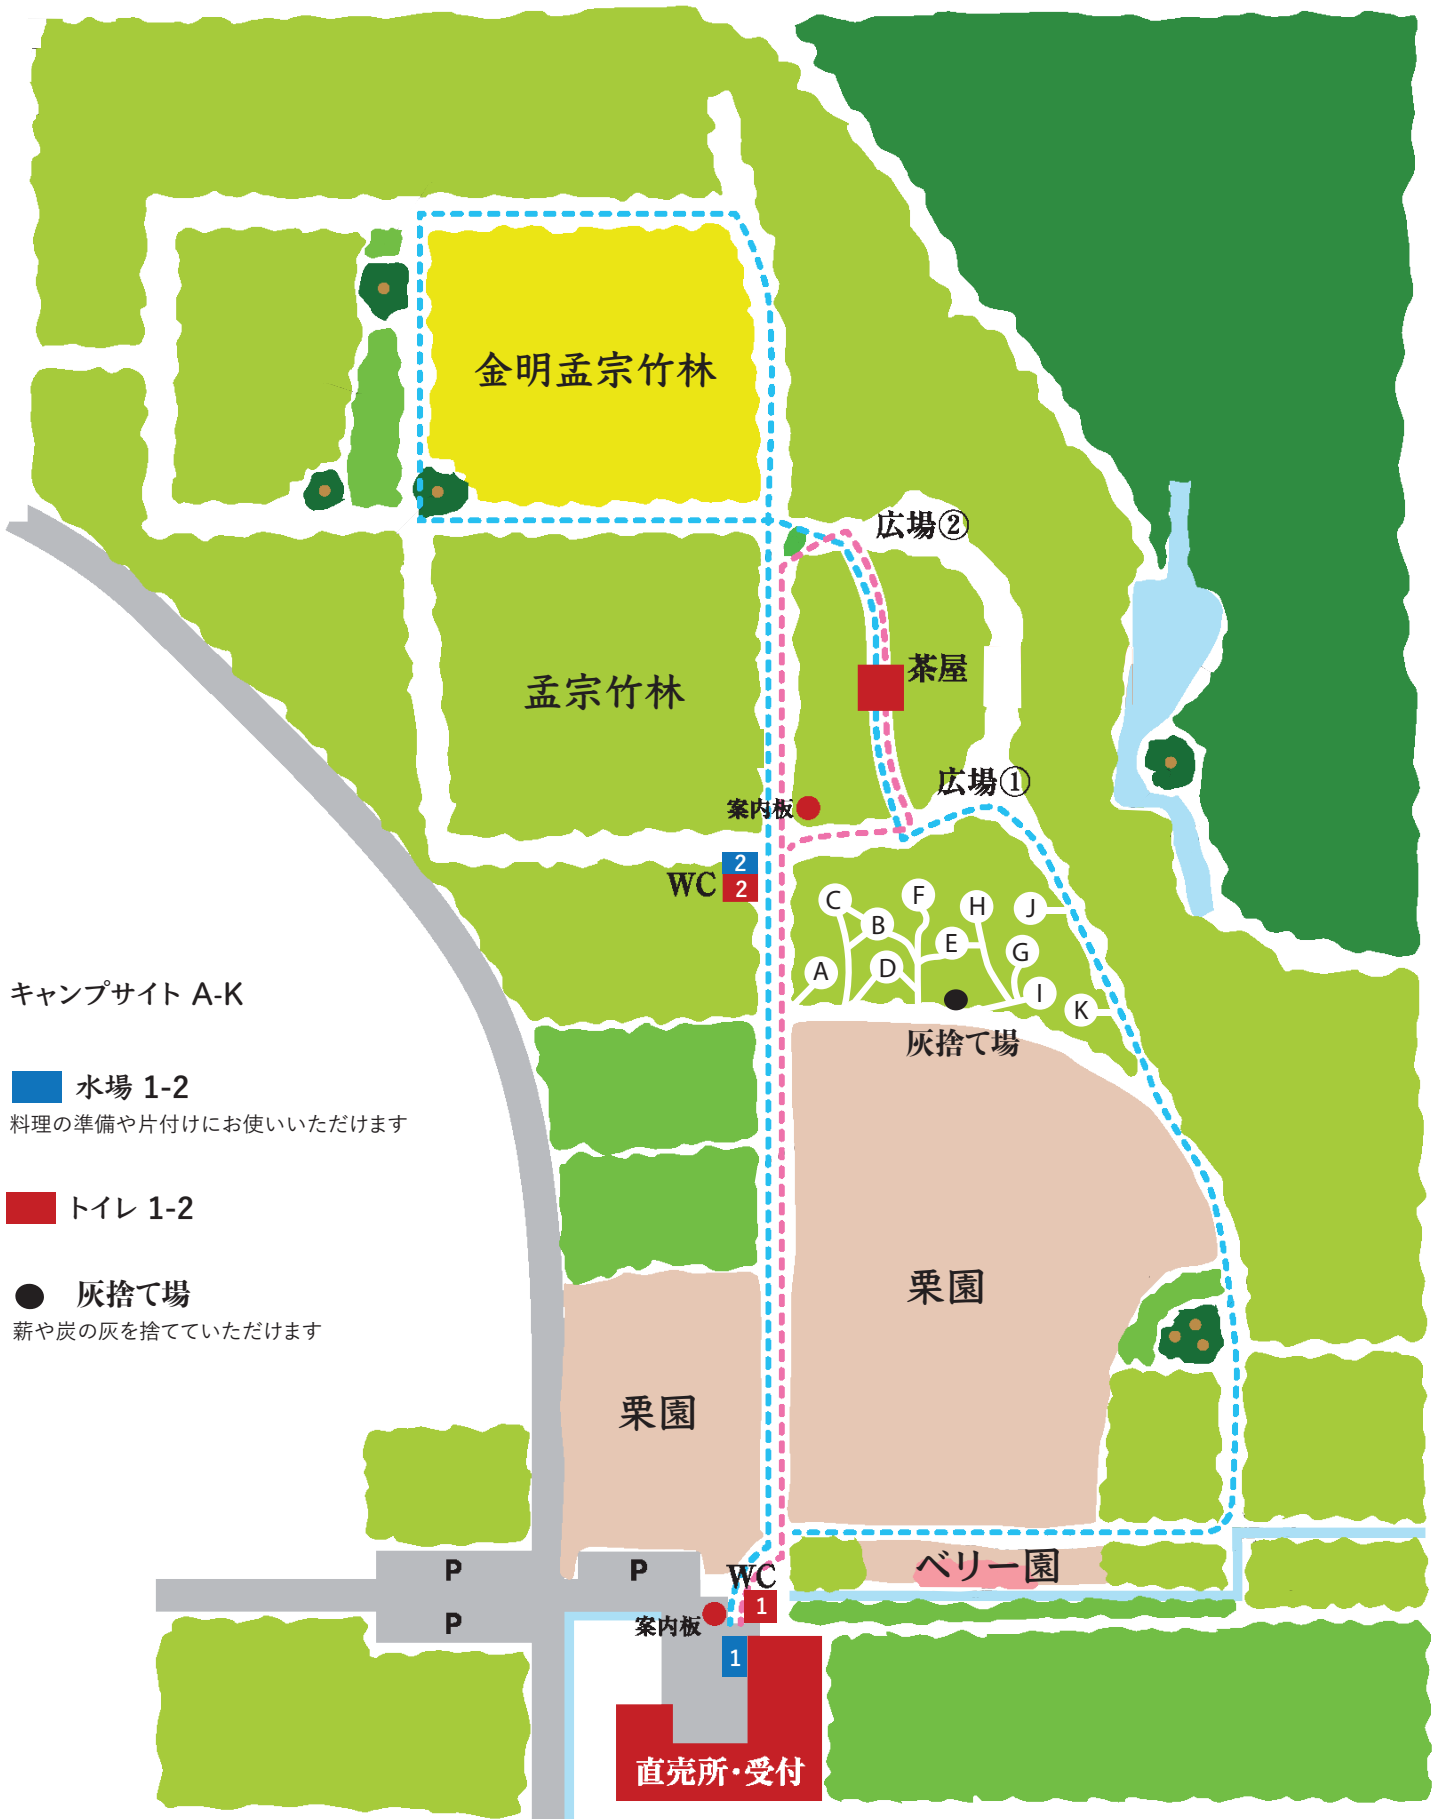 金明孟宗竹林
広場②
孟宗竹林
茶屋
広場①
案内板
2
WC 2
C
F
H
J
B
E
G
A
D
I
K
キャンプサイト A-K
灰捨て場
水場 1-2
料理の準備や片付けにお使いいただけます
トイレ 1-2
灰捨て場
薪や炭の灰を捨てていただけます
栗園
栗園
P
P
WC
ベリー園
1
P
案内板
1
直売所・受付